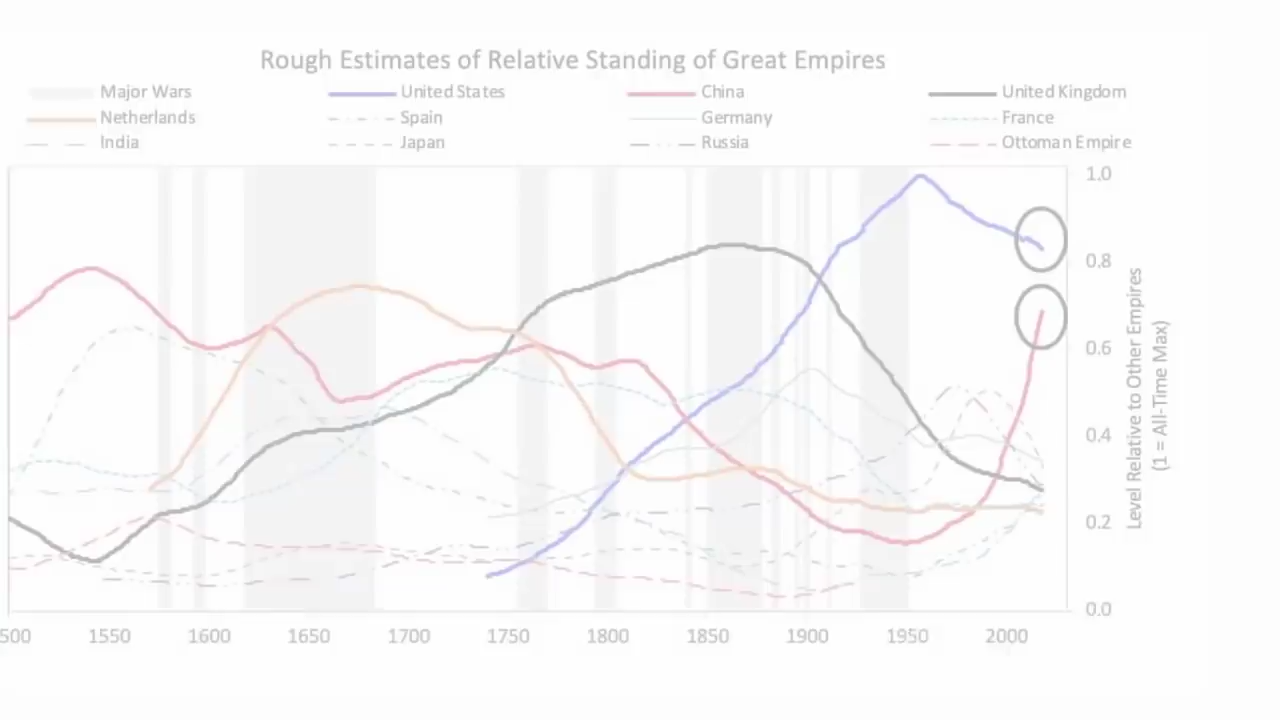 Rough Estimates of Relative Standing of Great Empires
Major Wars United States China United Kingdom
Netherlands Spain Germany France
India Japan Russia Ottoman Empire
1.0
0.8
0.6
0.4
0.2
0.0
Level Relative to Other Empires
(1 = All-Time Max)
500 1550 1600 1650 1700 1750 1800 1850 1900 1950 2000